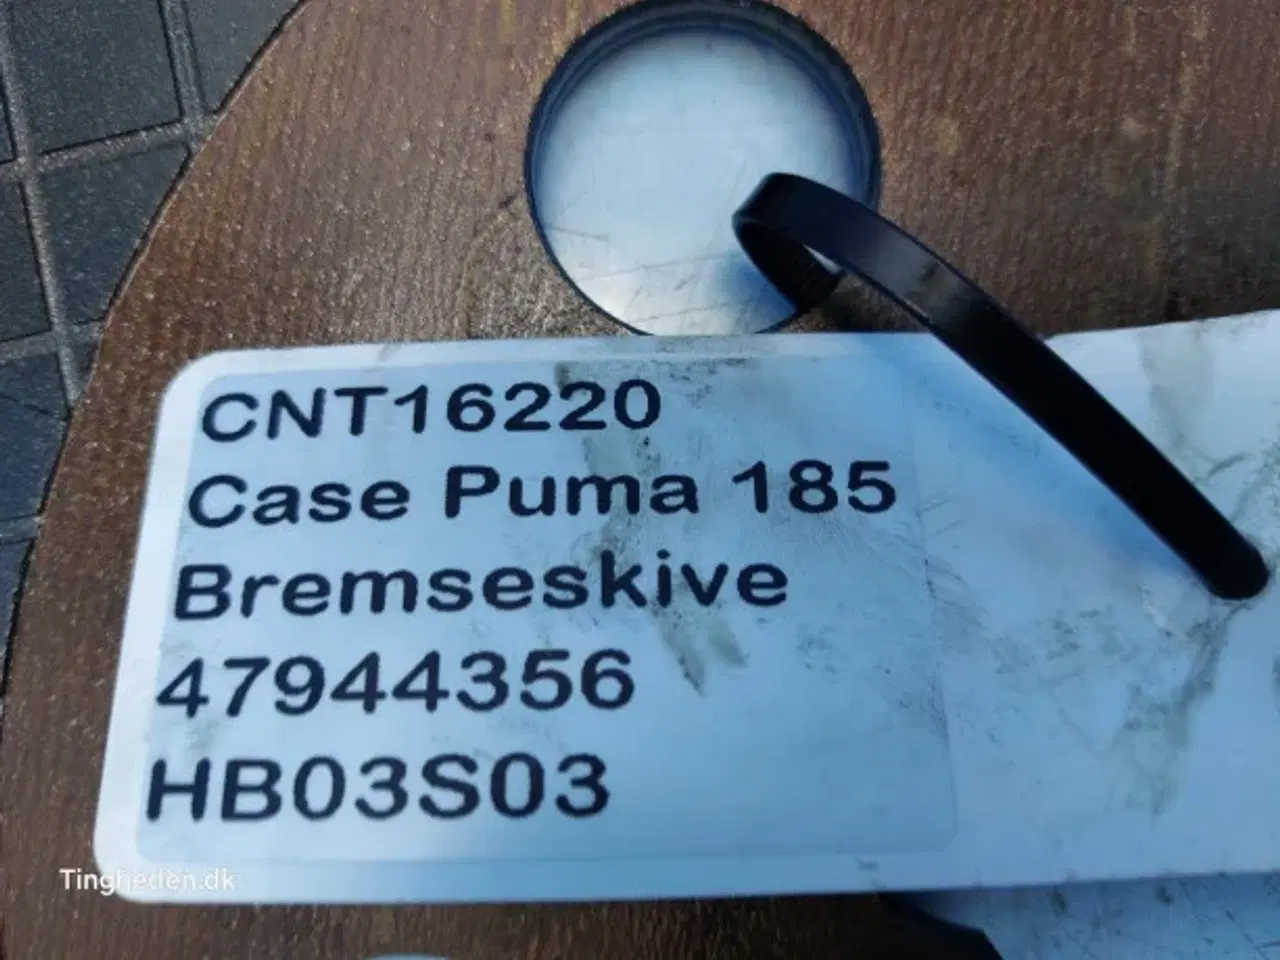 CNT16220
Case Puma 185
Bremseskive
47944356
HB03S03
Tingheden.dk